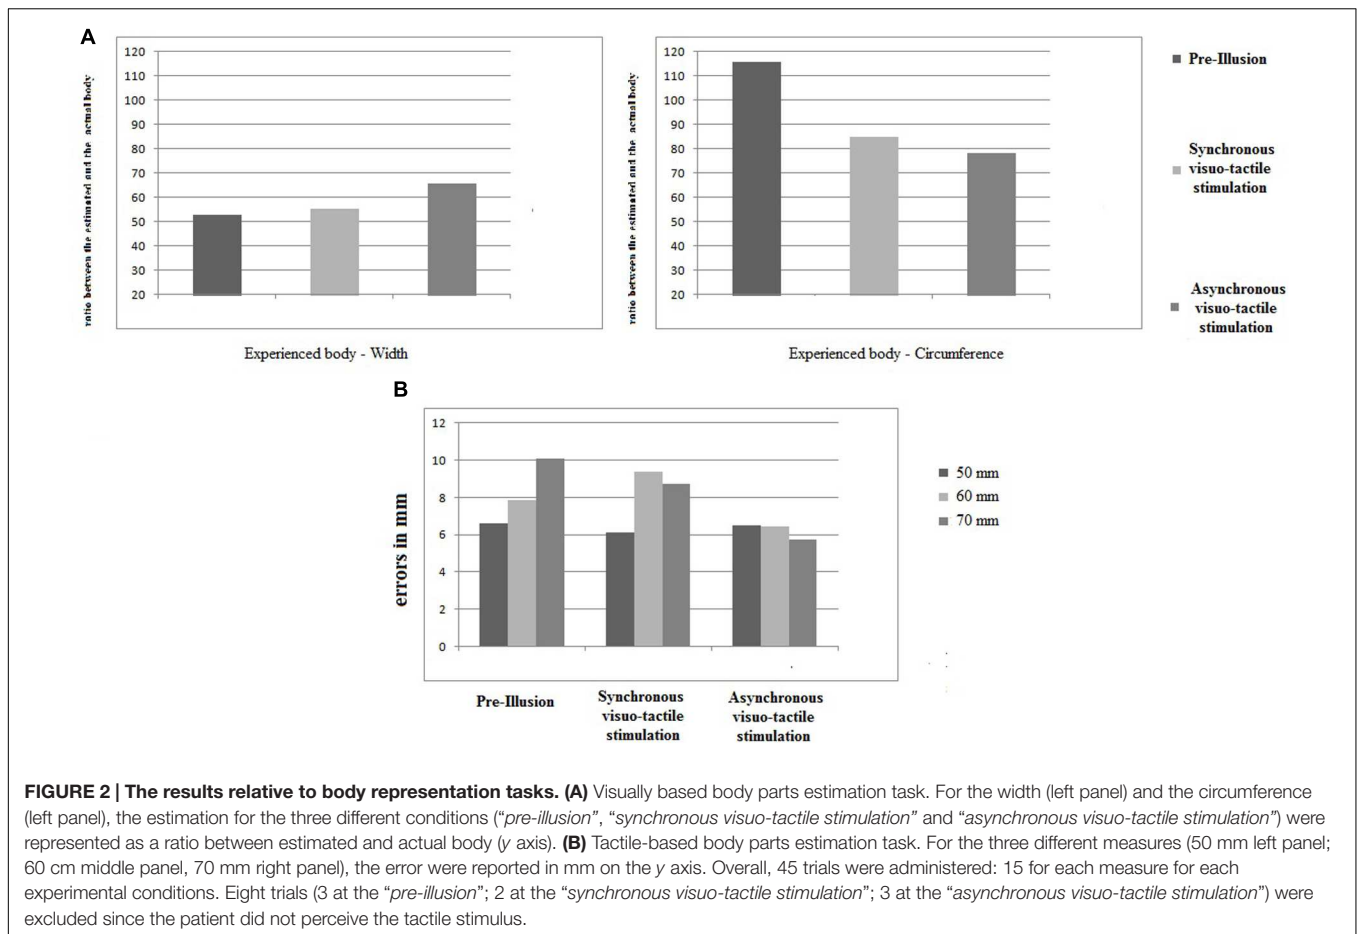 A
ratio between the estimated and the actual body
120
110
100
90
80
70
60
50
40
30
20
Experienced body - Width
ratio between the estimated and the actual body
120
110
100
90
80
70
60
50
40
30
20
Experienced body - Circumference
Pre-Illusion
Synchronous
visuo-tactile
stimulation
Asynchronous
visuo-tactile
stimulation
B
errors in mm
12
10
8
6
4
2
0
Pre-Illusion
Synchronous
visuo-tactile
stimulation
Asynchronous
visuo-tactile
stimulation
50 mm
60 mm
70 mm
FIGURE 2 | The results relative to body representation tasks. (A) Visually based body parts estimation task. For the width (left panel) and the circumference
(left panel), the estimation for the three different conditions (“pre-illusion”, “synchronous visuo-tactile stimulation” and “asynchronous visuo-tactile stimulation”) were
represented as a ratio between estimated and actual body (y axis). (B) Tactile-based body parts estimation task. For the three different measures (50 mm left panel;
60 cm middle panel, 70 mm right panel), the error were reported in mm on the y axis. Overall, 45 trials were administered: 15 for each measure for each
experimental conditions. Eight trials (3 at the “pre-illusion”; 2 at the “synchronous visuo-tactile stimulation”; 3 at the “asynchronous visuo-tactile stimulation”) were
excluded since the patient did not perceive the tactile stimulus.